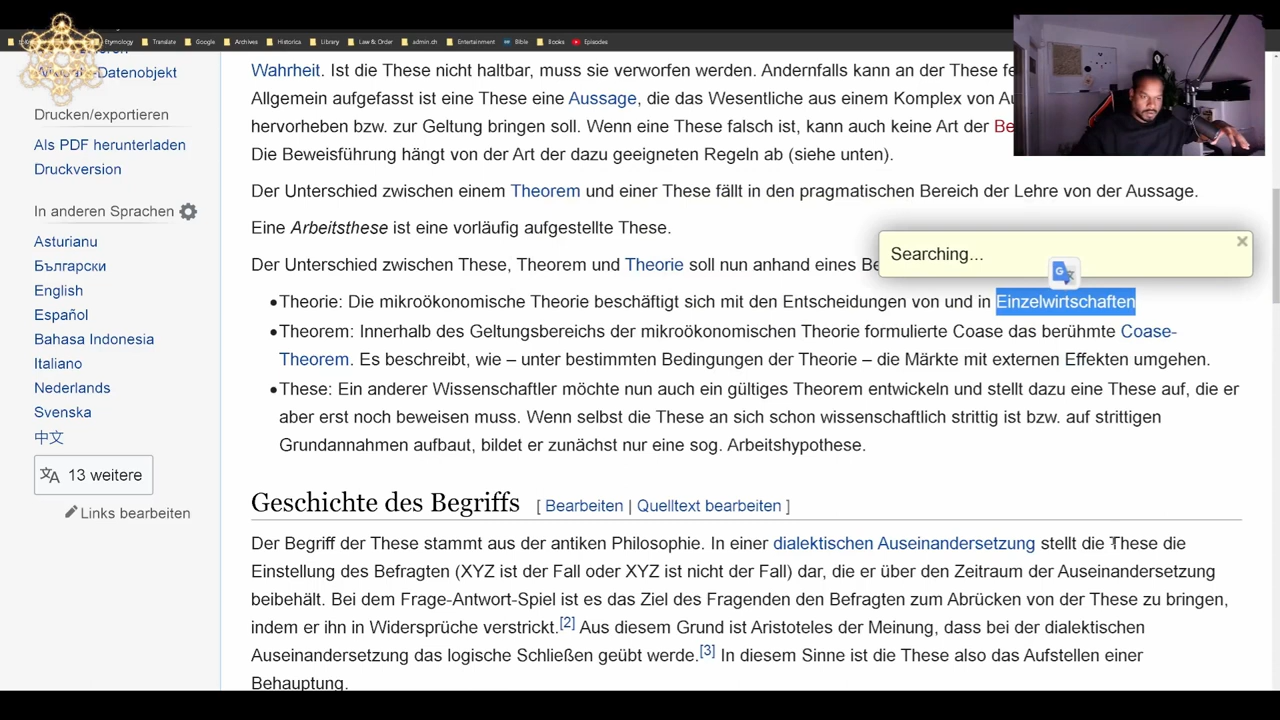 Etymology Translate Google Archives Historica Library Law & Order admin.ch Entertainment Bible Books Episodes
-Datenobjekt
Drucken/exportieren
Als PDF herunterladen
Druckversion
In anderen Sprachen
Asturianu
Български
English
Español
Bahasa Indonesia
Italiano
Nederlands
Svenska
中文
13 weitere
Links bearbeiten
Wahrheit. Ist die These nicht haltbar, muss sie verworfen werden. Andernfalls kann an der These fe
Allgemein aufgefasst ist eine These eine Aussage, die das Wesentliche aus einem Komplex von Au
hervorheben bzw. zur Geltung bringen soll. Wenn eine These falsch ist, kann auch keine Art der Be
Die Beweisführung hängt von der Art der dazu geeigneten Regeln ab (siehe unten).
Der Unterschied zwischen einem Theorem und einer These fällt in den pragmatischen Bereich der Lehre von der Aussage.
Eine Arbeitsthese ist eine vorläufig aufgestellte These.
Der Unterschied zwischen These, Theorem und Theorie soll nun anhand eines Be
Searching...
• Theorie: Die mikroökonomische Theorie beschäftigt sich mit den Entscheidungen von und in Einzelwirtschaften
• Theorem: Innerhalb des Geltungsbereichs der mikroökonomischen Theorie formulierte Coase das berühmte Coase-
Theorem. Es beschreibt, wie – unter bestimmten Bedingungen der Theorie – die Märkte mit externen Effekten umgehen.
• These: Ein anderer Wissenschaftler möchte nun auch ein gültiges Theorem entwickeln und stellt dazu eine These auf, die er
aber erst noch beweisen muss. Wenn selbst die These an sich schon wissenschaftlich strittig ist bzw. auf strittigen
Grundannahmen aufbaut, bildet er zunächst nur eine sog. Arbeitshypothese.
Geschichte des Begriffs [ Bearbeiten | Quelltext bearbeiten ]
Der Begriff der These stammt aus der antiken Philosophie. In einer dialektischen Auseinandersetzung stellt die These die
Einstellung des Befragten (XYZ ist der Fall oder XYZ ist nicht der Fall) dar, die er über den Zeitraum der Auseinandersetzung
beibehält. Bei dem Frage-Antwort-Spiel ist es das Ziel des Fragenden den Befragten zum Abrücken von der These zu bringen,
indem er ihn in Widersprüche verstrickt.[2] Aus diesem Grund ist Aristoteles der Meinung, dass bei der dialektischen
Auseinandersetzung das logische Schließen geübt werde.[3] In diesem Sinne ist die These also das Aufstellen einer
Behauptung.